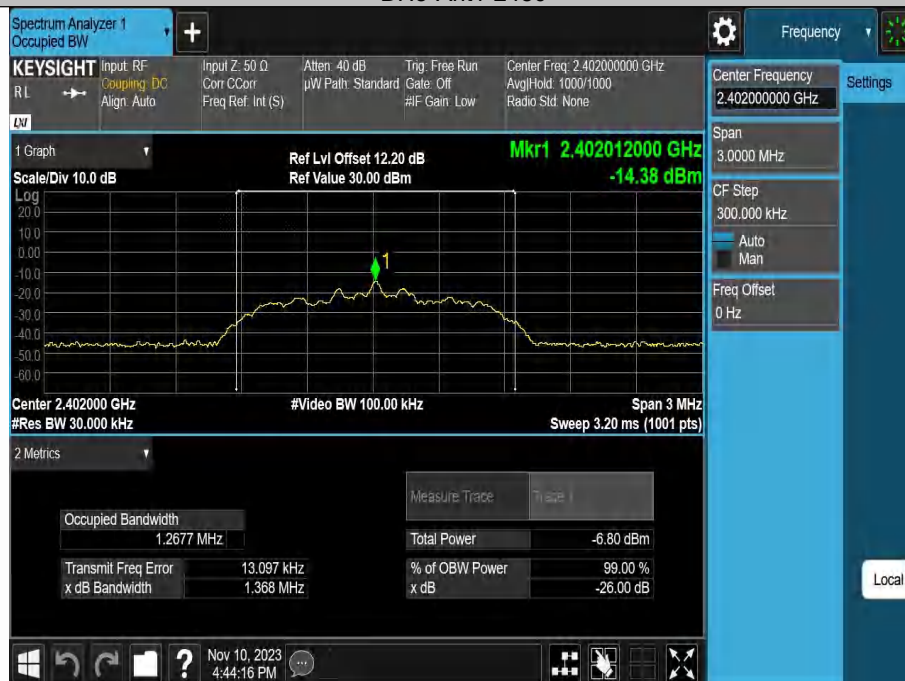 Spectrum Analyzer 1
Occupied BW
Frequency
KEYSIGHT
RL
LXI
Input: RF
Coupling: DC
Align: Auto
Input Z: 50 Ω
Corr CCorr
Freq Ref: Int (S)
Atten: 40 dB
µW Path: Standard
Trig: Free Run
Gate: Off
#IF Gain: Low
Center Freq: 2.402000000 GHz
Avg|Hold: 1000/1000
Radio Std: None
Center Frequency
2.402000000 GHz
Settings
Span
3.0000 MHz
CF Step
300.000 kHz
Auto
Man
Freq Offset
0 Hz
1 Graph
Scale/Div 10.0 dB
Ref Lvl Offset 12.20 dB
Ref Value 30.00 dBm
Mkr1 2.402012000 GHz
-14.38 dBm
Log
20.0
10.0
0.00
-10.0
-20.0
-30.0
-40.0
-50.0
-60.0
1
Center 2.402000 GHz
#Res BW 30.000 kHz
#Video BW 100.00 kHz
Span 3 MHz
Sweep 3.20 ms (1001 pts)
2 Metrics
Measure Trace
Trace 1
Occupied Bandwidth
1.2677 MHz
Total Power -6.80 dBm
Transmit Freq Error 13.097 kHz
% of OBW Power 99.00 %
x dB Bandwidth 1.368 MHz
x dB -26.00 dB
Local
?
Nov 10, 2023
4:44:16 PM